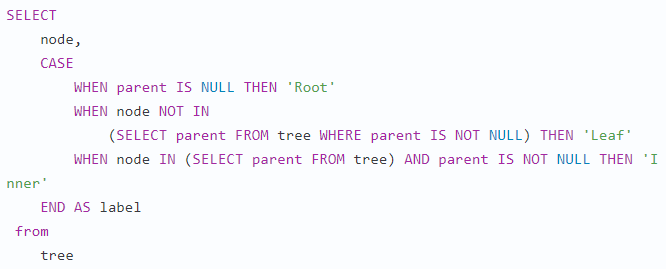 SELECT
    node,
    CASE
        WHEN parent IS NULL THEN 'Root'
        WHEN node NOT IN
            (SELECT parent FROM tree WHERE parent IS NOT NULL) THEN 'Leaf'
        WHEN node IN (SELECT parent FROM tree) AND parent IS NOT NULL THEN 'I
nner'
    END AS label
 from
    tree